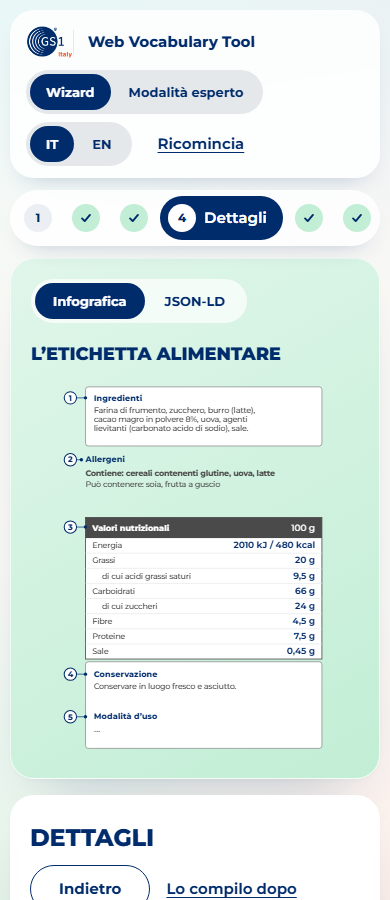 GS1
Italy
Web Vocabulary Tool
Wizard Modalità esperto
IT EN Ricomincia
1 4 Dettagli
Infografica JSON-LD
L'ETICHETTA ALIMENTARE
1 Ingredienti
Farina di frumento, zucchero, burro (latte),
cacao magro in polvere 8%, uova, agenti
lievitanti (carbonato acido di sodio), sale.
2 Allergeni
Contiene: cereali contenenti glutine, uova, latte
Può contenere: soia, frutta a guscio
3 Valori nutrizionali 100 g
Energia 2010 kJ / 480 kcal
Grassi 20 g
di cui acidi grassi saturi 9,5 g
Carboidrati 66 g
di cui zuccheri 24 g
Fibre 4,5 g
Proteine 7,5 g
Sale 0,45 g
4 Conservazione
Conservare in luogo fresco e asciutto.
5 Modalità d'uso
...
DETTAGLI
Indietro Lo compilo dopo